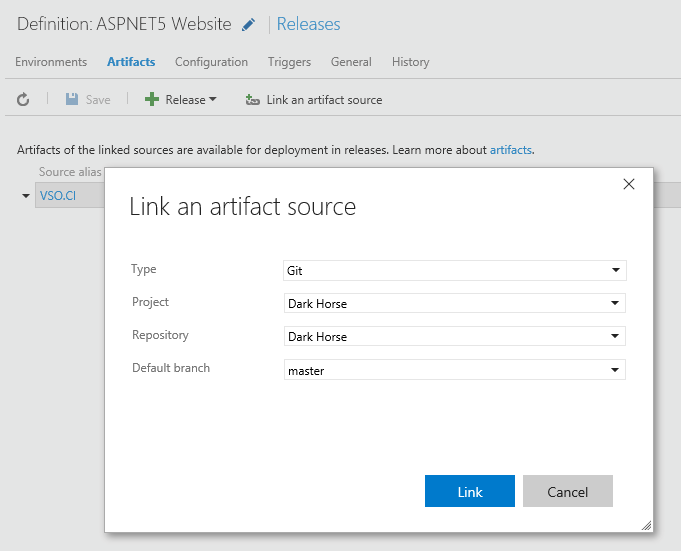 Definition: ASPNET5 Website Releases
Environments Artifacts Configuration Triggers General History
Save Release Link an artifact source
Artifacts of the linked sources are available for deployment in releases. Learn more about artifacts.
Source alias
VSO.CI
Link an artifact source
Type Git
Project Dark Horse
Repository Dark Horse
Default branch master
Link Cancel